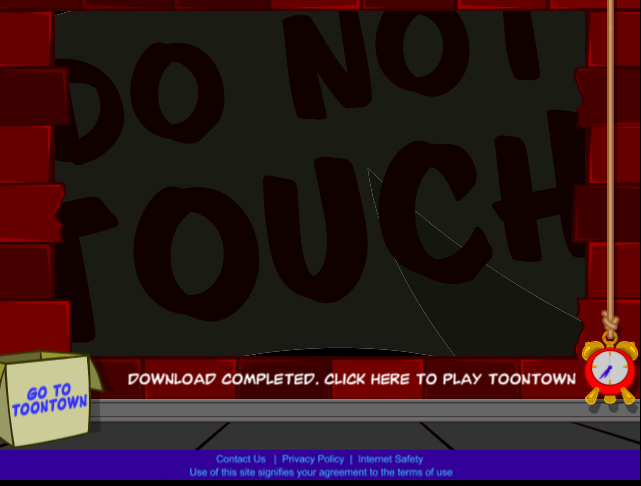 DO NOT
TOUCH
DOWNLOAD COMPLETED. CLICK HERE TO PLAY TOONTOWN
GO TO
TOONTOWN
Contact Us | Privacy Policy | Internet Safety
Use of this site signifies your agreement to the terms of use